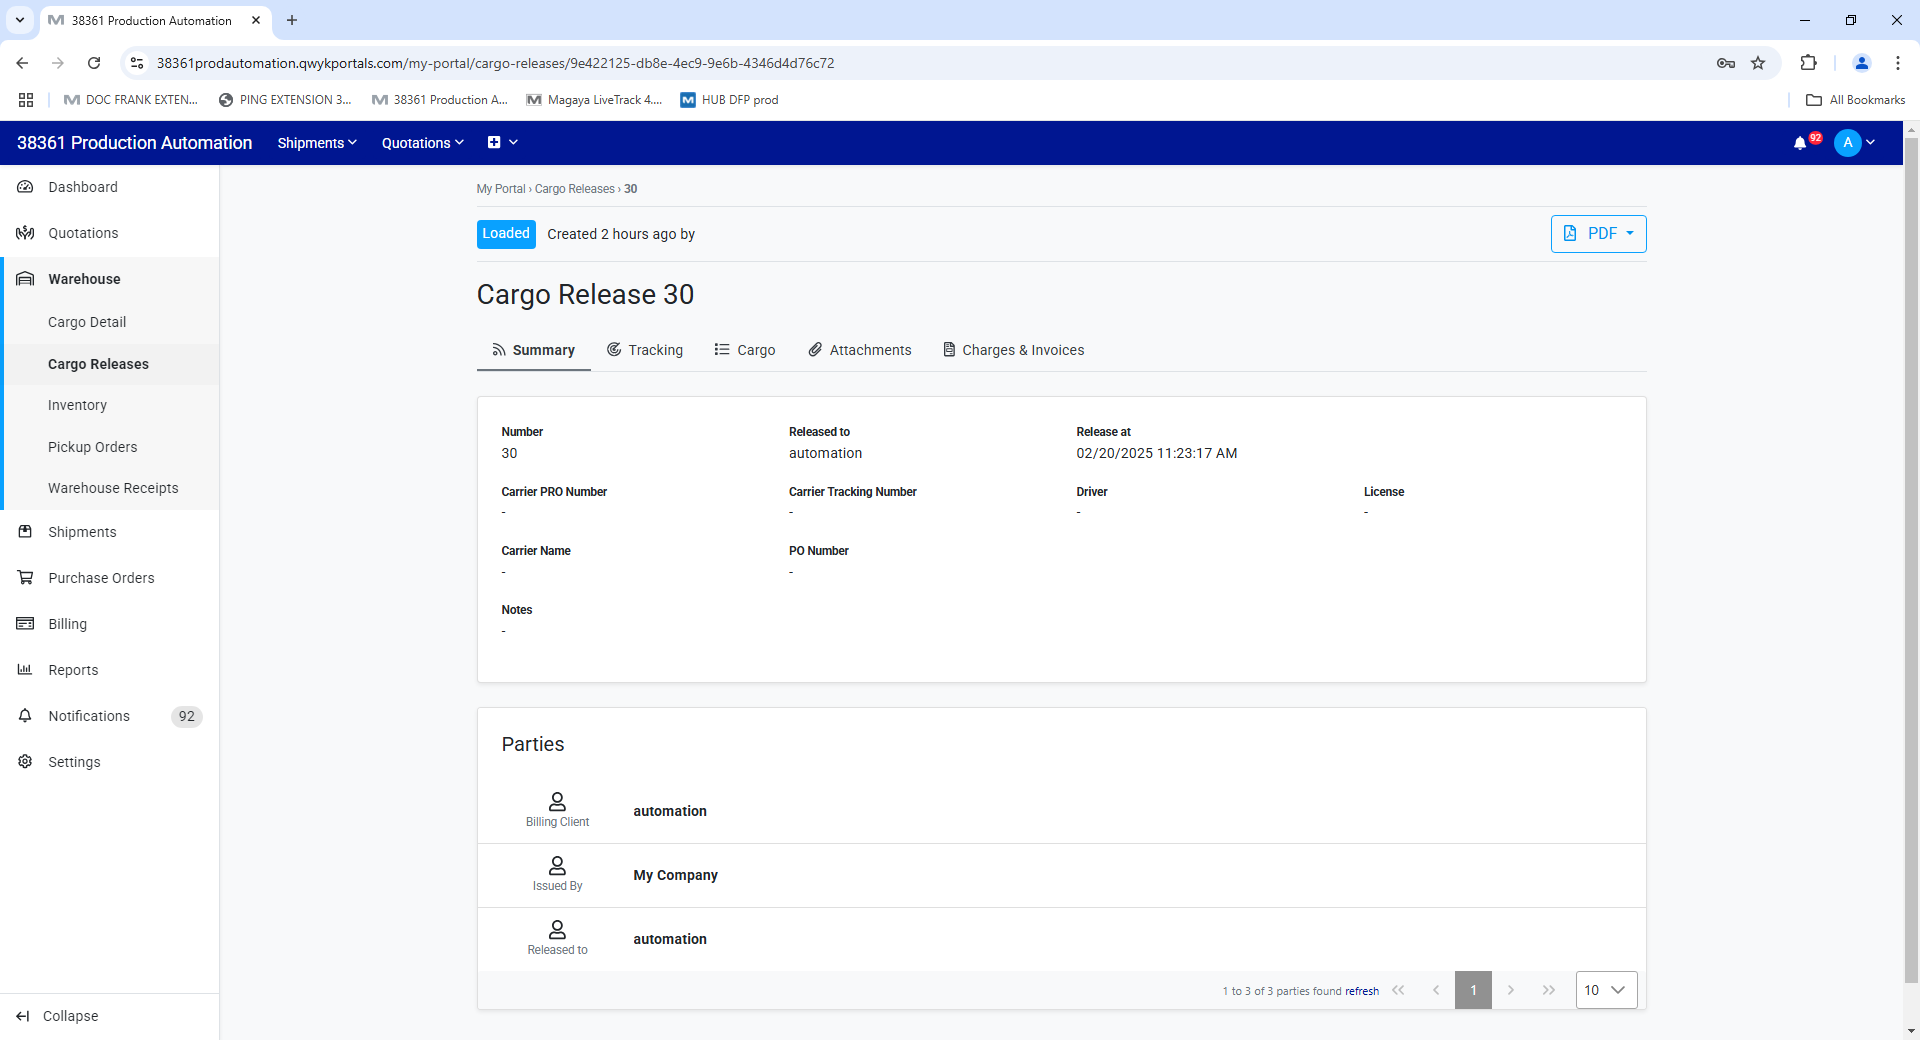 38361 Production Automation
38361prodautomation.qwykportals.com/my-portal/cargo-releases/9e422125-db8e-4ec9-9e6b-4346d4d76c72
DOC FRANK EXTEN...
PING EXTENSION 3...
38361 Production A...
Magaya LiveTrack 4....
HUB DFP prod
All Bookmarks
38361 Production Automation
Shipments
Quotations
92
A
Dashboard
Quotations
Warehouse
Cargo Detail
Cargo Releases
Inventory
Pickup Orders
Warehouse Receipts
Shipments
Purchase Orders
Billing
Reports
Notifications 92
Settings
Collapse
My Portal › Cargo Releases › 30
Loaded Created 2 hours ago by
PDF
Cargo Release 30
Summary Tracking Cargo Attachments Charges & Invoices
Number Released to Release at
30 automation 02/20/2025 11:23:17 AM
Carrier PRO Number Carrier Tracking Number Driver License
- - - -
Carrier Name PO Number
- -
Notes
-
Parties
Billing Client automation
Issued By My Company
Released to automation
1 to 3 of 3 parties found refresh 1 10